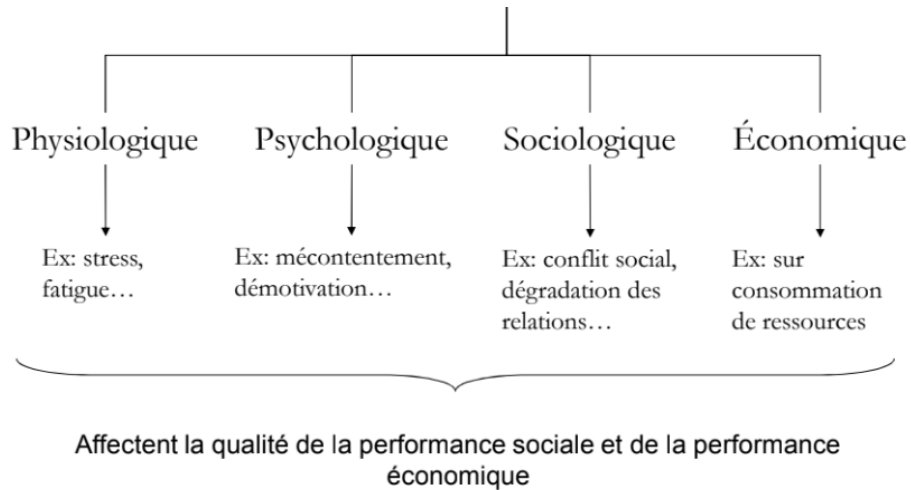 Physiologique
Psychologique
Sociologique
Économique
Ex: stress,
fatigue…
Ex: mécontentement,
démotivation…
Ex: conflit social,
dégradation des
relations…
Ex: sur
consommation
de ressources
Affectent la qualité de la performance sociale et de la performance
économique